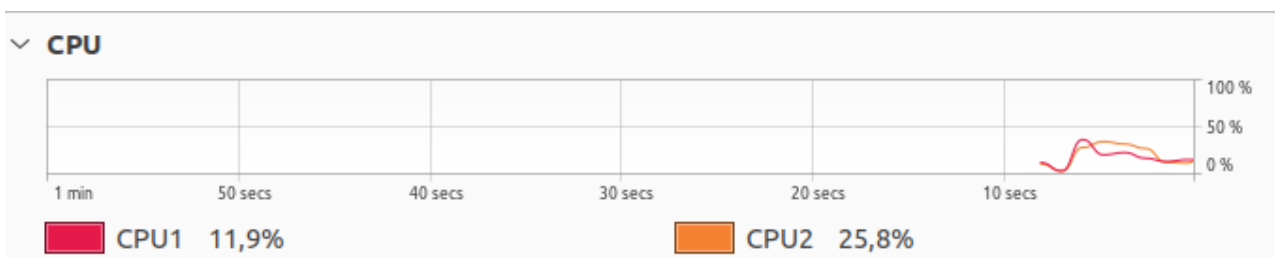 CPU
100 %
50 %
0 %
1 min 50 secs 40 secs 30 secs 20 secs 10 secs
CPU1 11,9% CPU2 25,8%